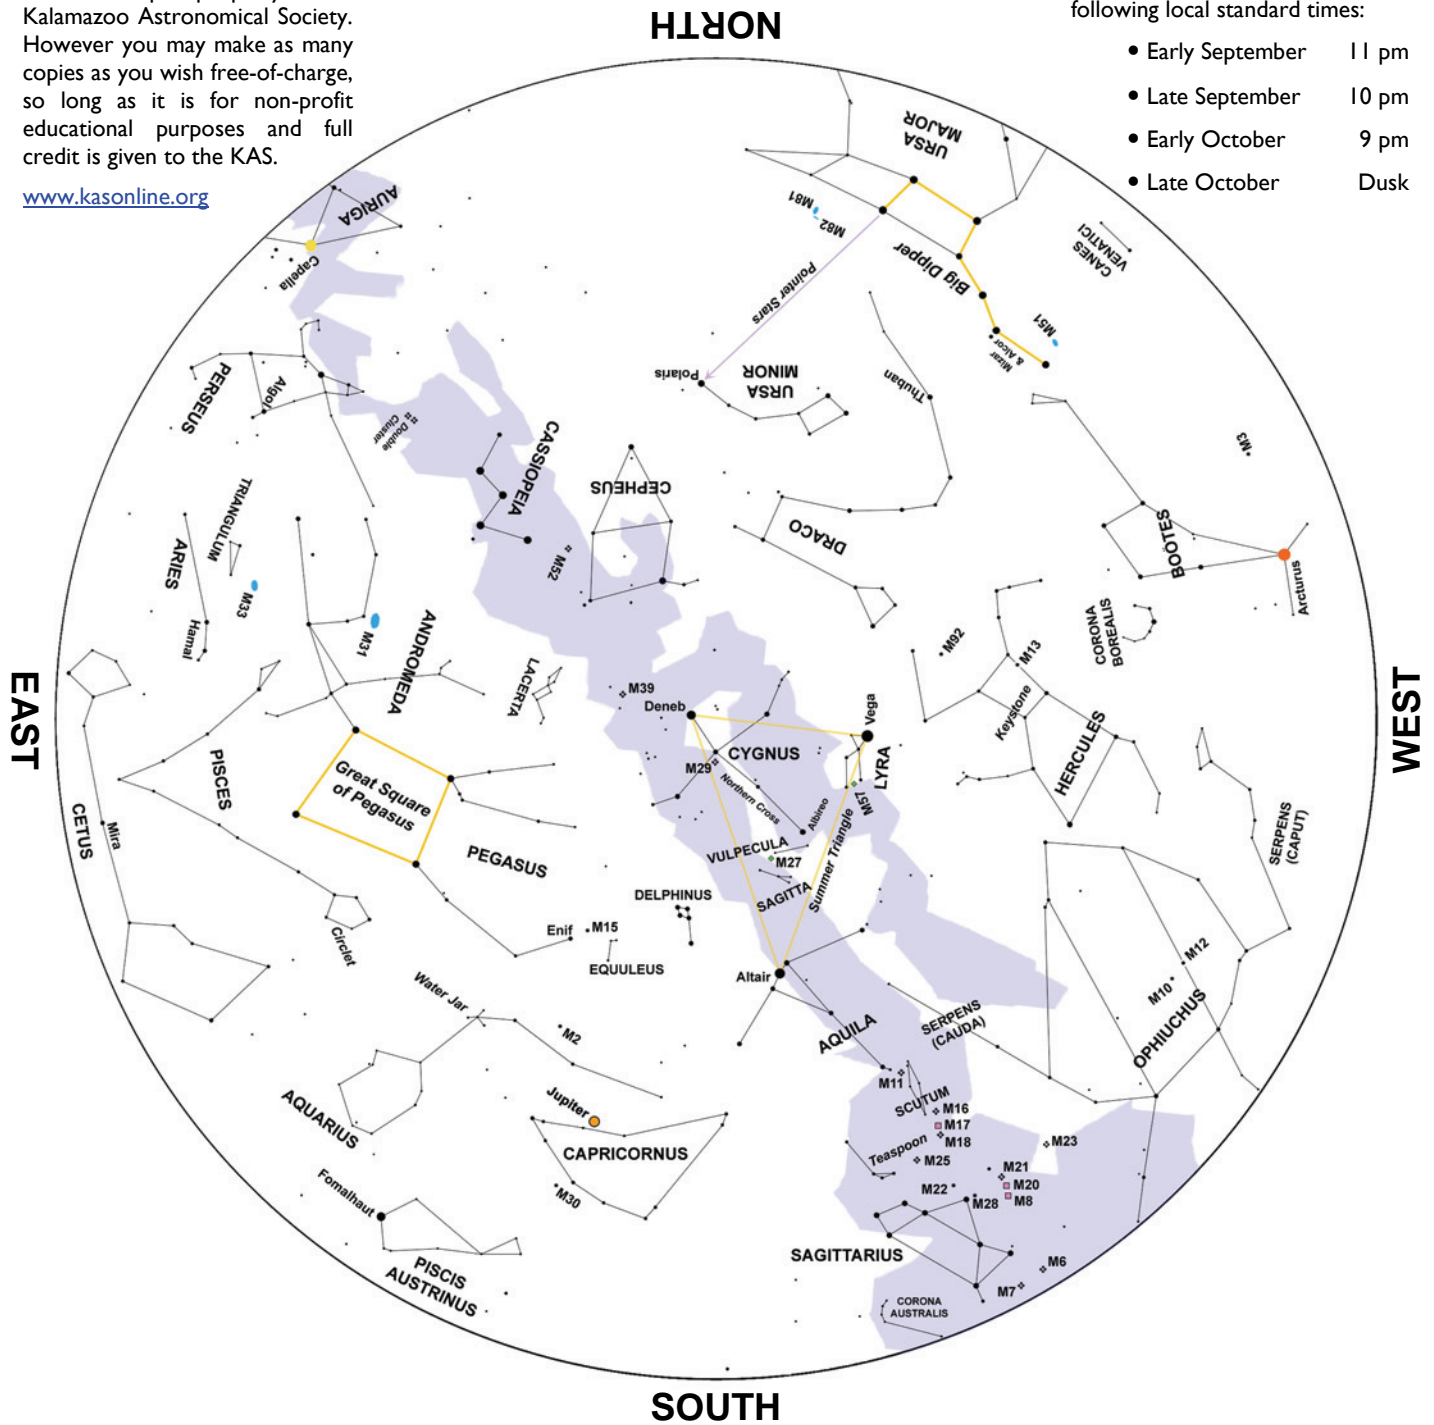 Kalamazoo Astronomical Society.
However you may make as many
copies as you wish free-of-charge,
so long as it is for non-profit
educational purposes and full
credit is given to the KAS.
www.kasonline.org
following local standard times:
• Early September 11 pm
• Late September 10 pm
• Early October 9 pm
• Late October Dusk
NORTH
URSA
MAJOR
AURIGA
Capella
M81
M82
CANES
VENATICI
Big Dipper
Pointer Stars
M51
Mizar
& Alcor
Polaris
URSA
MINOR
Thuban
PERSEUS
Algol
Double
Cluster
CASSIOPEIA
CEPHEUS
M3
TRIANGULUM
ARIES
DRACO
BOÖTES
M52
M33
Hamal
M31
Arcturus
CORONA
BOREALIS
ANDROMEDA
M92
M13
LACERTA
M39
Deneb
Vega
Keystone
EAST
WEST
PISCES
Great Square
of Pegasus
CYGNUS
M29
Northern Cross
LYRA
HERCULES
M57
Albireo
CETUS
Mira
SERPENS
(CAPUT)
PEGASUS
VULPECULA
M27
Summer Triangle
SAGITTA
DELPHINUS
Circlet
Enif
M15
EQUULEUS
Altair
M12
M10
Water Jar
M2
AQUILA
SERPENS
(CAUDA)
OPHIUCHUS
M11
SCUTUM
Jupiter
AQUARIUS
M16
M17
M18
M23
CAPRICORNUS
Teaspoon
M25
M21
M20
M8
M22
M28
Fomalhaut
M30
SAGITTARIUS
PISCIS
AUSTRINUS
M6
M7
CORONA
AUSTRALIS
SOUTH